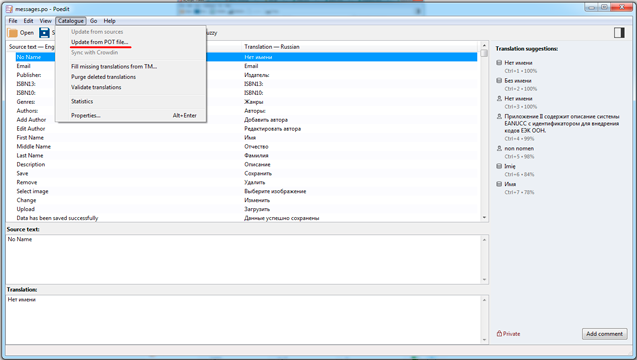 messages.po - Poedit
File Edit View Catalogue Go Help
Open
Update from sources
Update from POT file...
Sync with Crowdin
Fill missing translations from TM...
Purge deleted translations
Validate translations
Statistics
Properties... Alt+Enter
Source text — Eng Translation — Russian
No Name Нет имени
Email Email
Publisher: Издатель:
ISBN13: ISBN13:
ISBN10: ISBN10:
Genres: Жанры
Authors: Авторы:
Add Author Добавить автора
Edit Author Редактировать автора
First Name Имя
Middle Name Отчество
Last Name Фамилия
Description Описание
Save Сохранить
Remove Удалить
Select image Выберите изображение
Change Изменить
Upload Загрузить
Data has been saved successfully Данные успешно сохранены
Source text:
No Name
Translation:
Нет имени
Translation suggestions:
Нет имени
Ctrl+1 • 100%
Без имени
Ctrl+2 • 100%
Нет имени
Ctrl+3 • 100%
Приложение II содержит описание системы
EANUCC с идентификатором для внедрения
кодов ЕЭК ООН.
Ctrl+4 • 99%
non nomen
Ctrl+5 • 98%
Imię
Ctrl+6 • 84%
Имя
Ctrl+7 • 78%
Private
Add comment